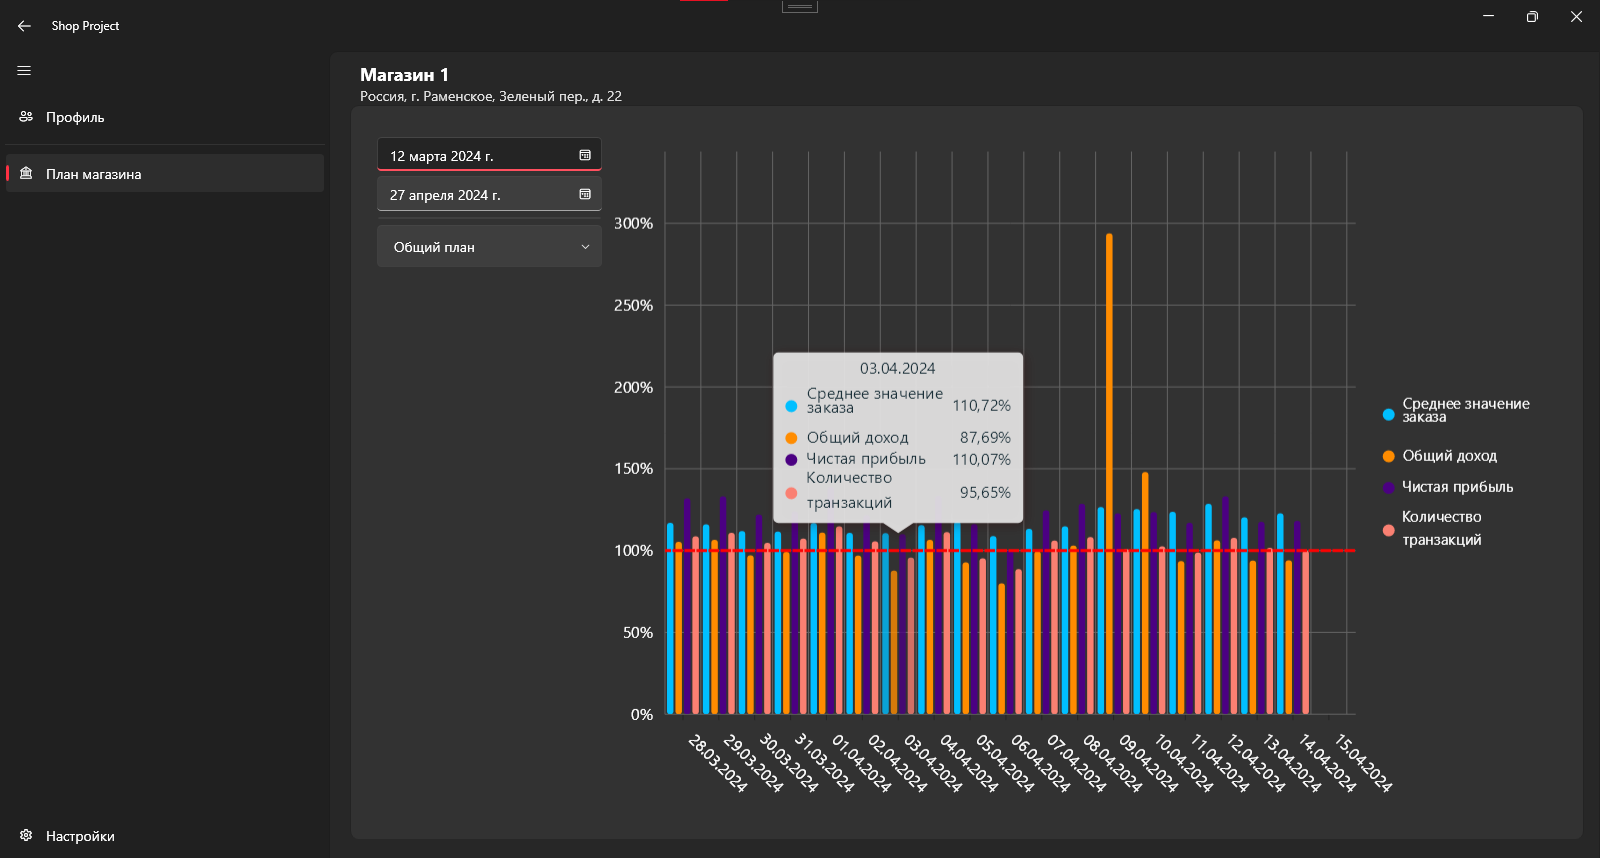 Shop Project
Профиль
План магазина
Настройки
Магазин 1
Россия, г. Раменское, Зеленый пер., д. 22
12 марта 2024 г.
27 апреля 2024 г.
Общий план
300%
250%
200%
150%
100%
50%
0%
03.04.2024
Среднее значение
заказа 110,72%
Общий доход 87,69%
Чистая прибыль 110,07%
Количество
транзакций 95,65%
28.03.2024
29.03.2024
30.03.2024
31.03.2024
01.04.2024
02.04.2024
03.04.2024
04.04.2024
05.04.2024
06.04.2024
07.04.2024
08.04.2024
09.04.2024
10.04.2024
11.04.2024
12.04.2024
13.04.2024
14.04.2024
15.04.2024
Среднее значение
заказа
Общий доход
Чистая прибыль
Количество
транзакций